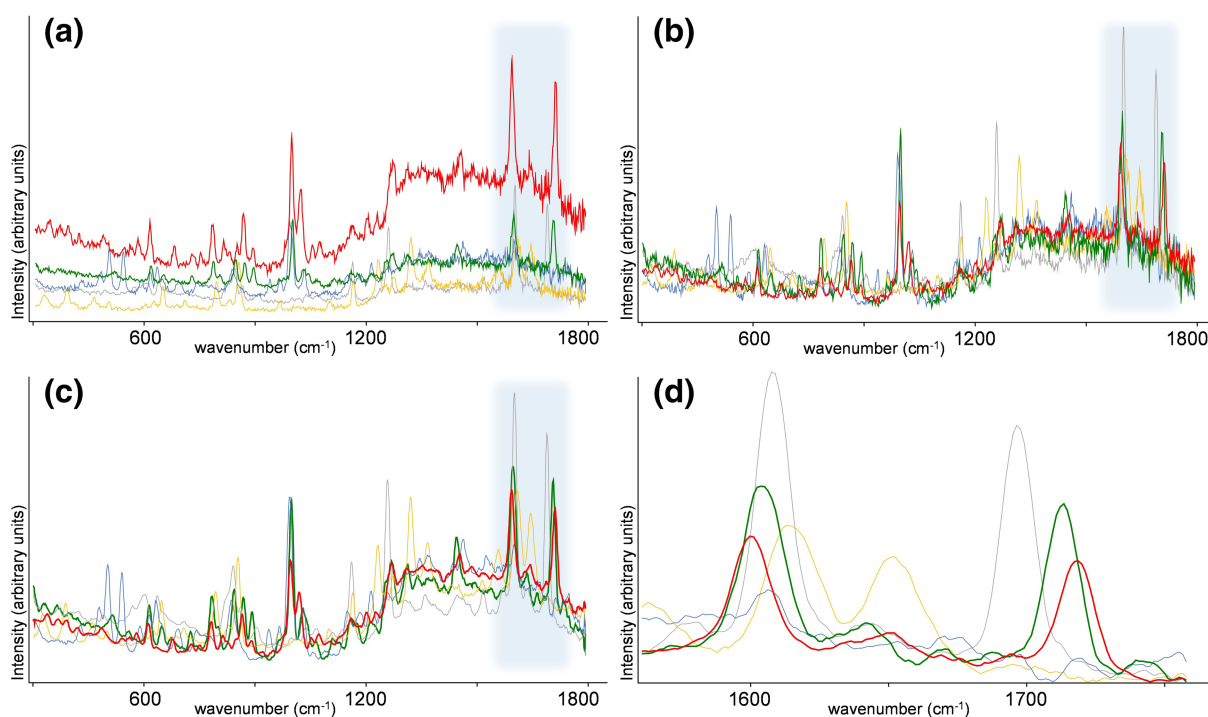 (a)
Intensity (arbitrary units)
600
1200
1800
wavenumber (cm⁻¹)
(b)
Intensity (arbitrary units)
600
1200
1800
wavenumber (cm⁻¹)
(c)
Intensity (arbitrary units)
600
1200
1800
wavenumber (cm⁻¹)
(d)
Intensity (arbitrary units)
1600
1700
wavenumber (cm⁻¹)